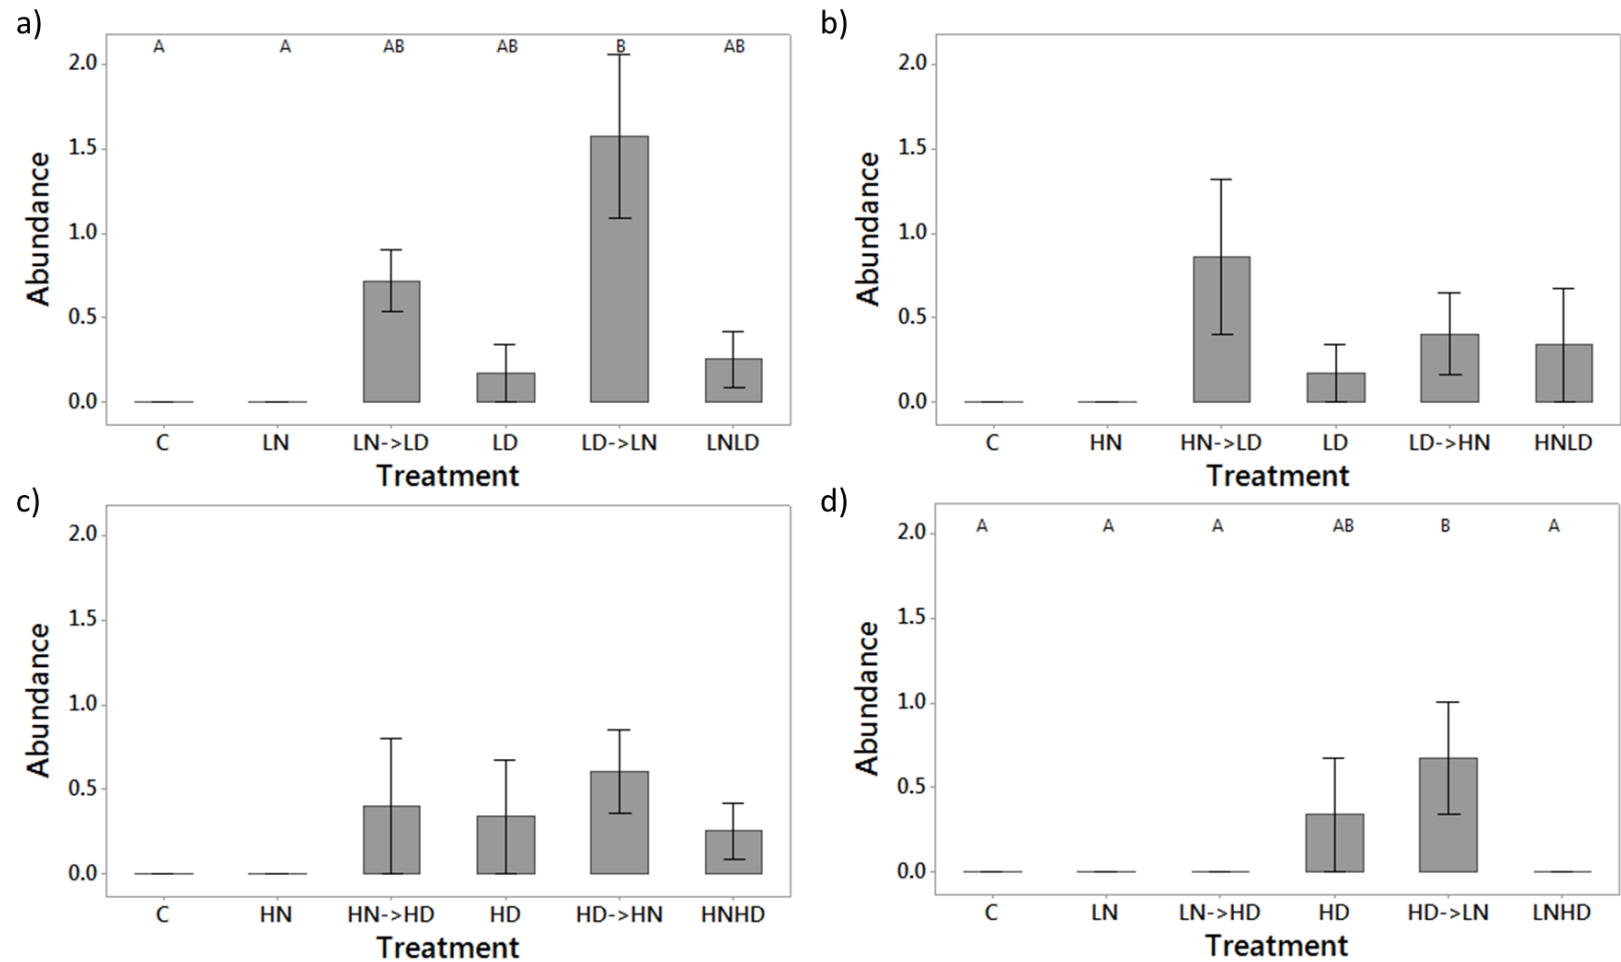 a)
A A AB AB B AB
2.0
1.5
1.0
0.5
0.0
Abundance
C LN LN->LD LD LD->LN LNLD
Treatment
b)
2.0
1.5
1.0
0.5
0.0
Abundance
C HN HN->LD LD LD->HN HNLD
Treatment
c)
2.0
1.5
1.0
0.5
0.0
Abundance
C HN HN->HD HD HD->HN HNHD
Treatment
d)
A A A AB B A
2.0
1.5
1.0
0.5
0.0
Abundance
C LN LN->HD HD HD->LN LNHD
Treatment